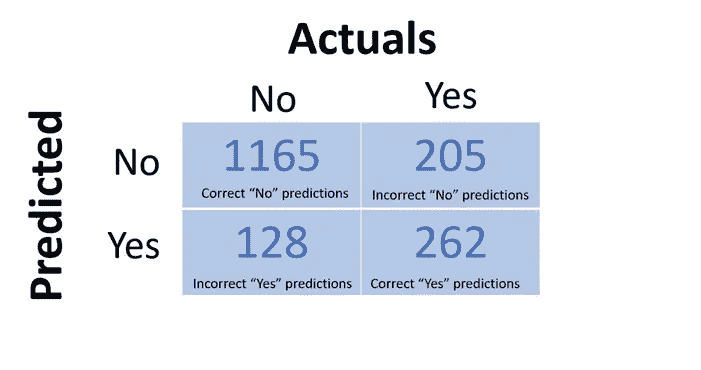 Actuals
No Yes
Predicted
No
1165 205
Correct “No” predictions Incorrect “No” predictions
Yes
128 262
Incorrect “Yes” predictions Correct “Yes” predictions